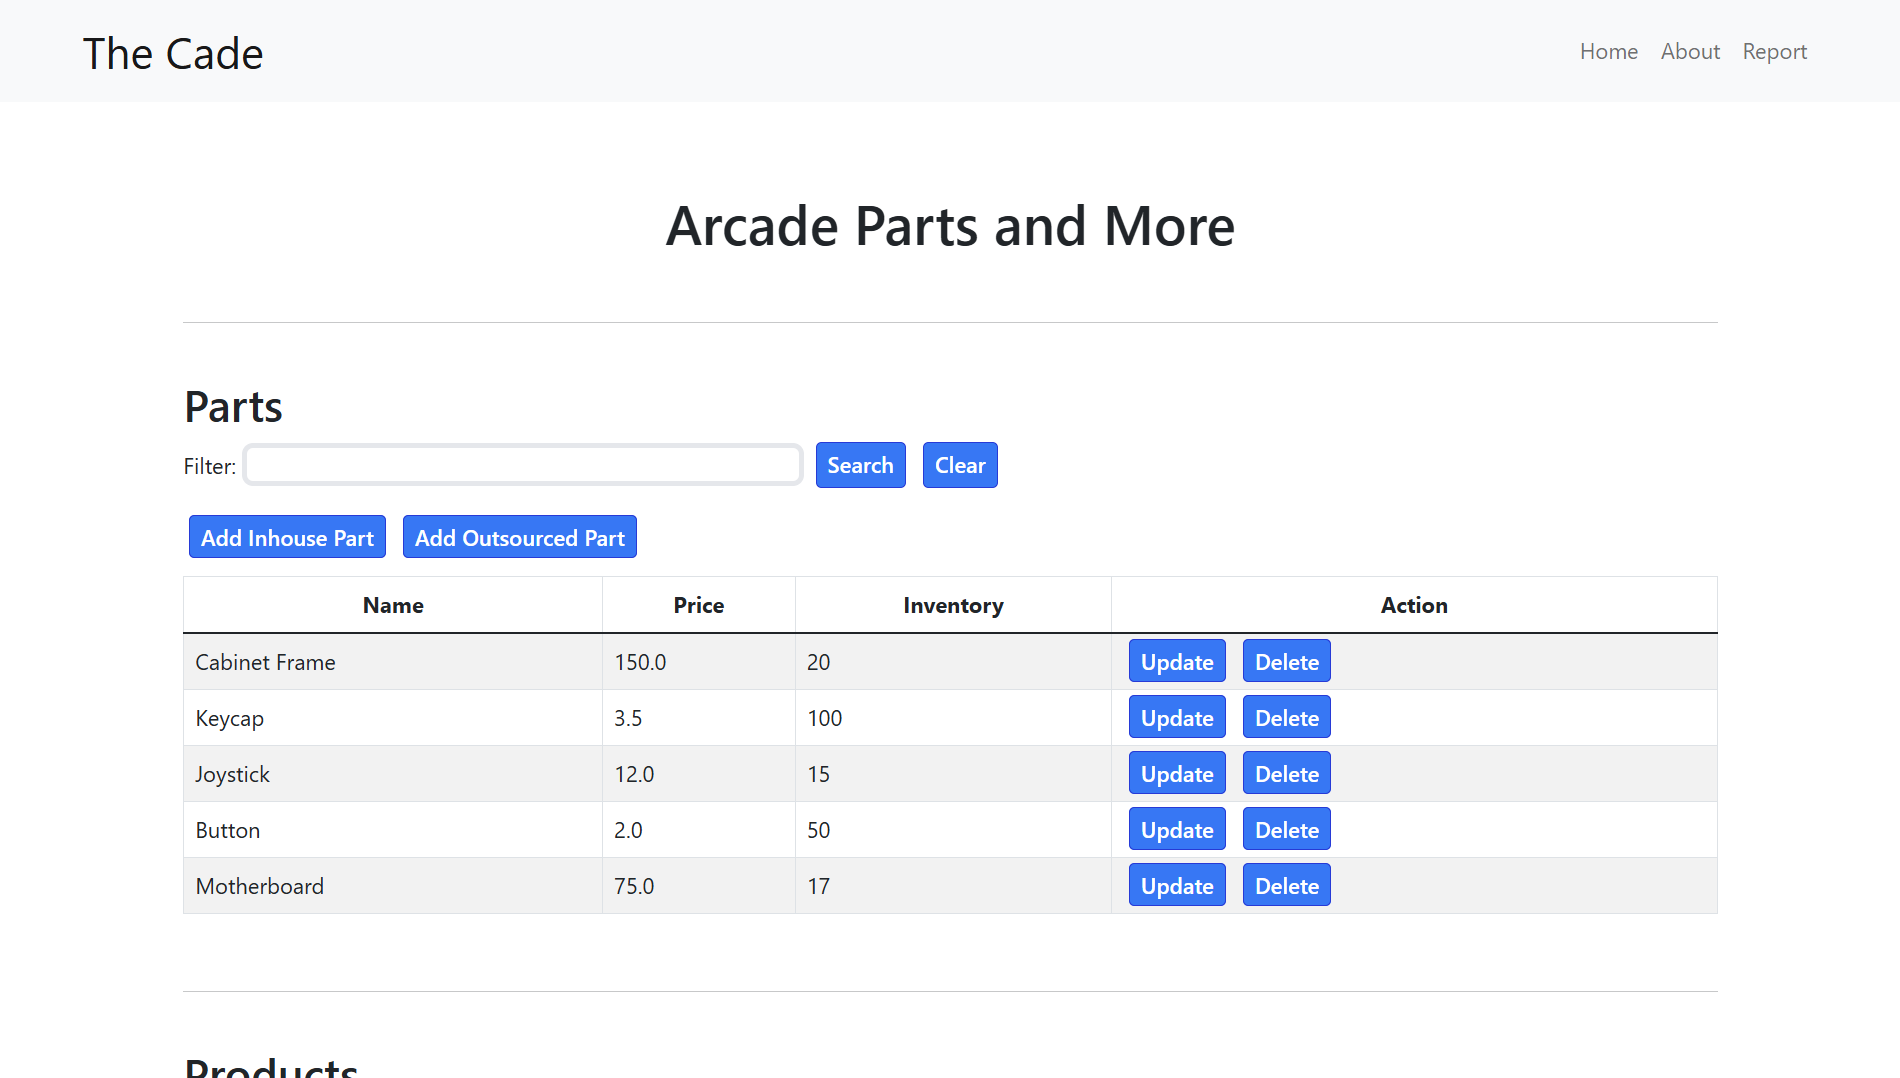 The Cade Home About Report
Arcade Parts and More
Parts
Filter: Search Clear
Add Inhouse Part Add Outsourced Part
Name Price Inventory Action
Cabinet Frame 150.0 20 Update Delete
Keycap 3.5 100 Update Delete
Joystick 12.0 15 Update Delete
Button 2.0 50 Update Delete
Motherboard 75.0 17 Update Delete
Products